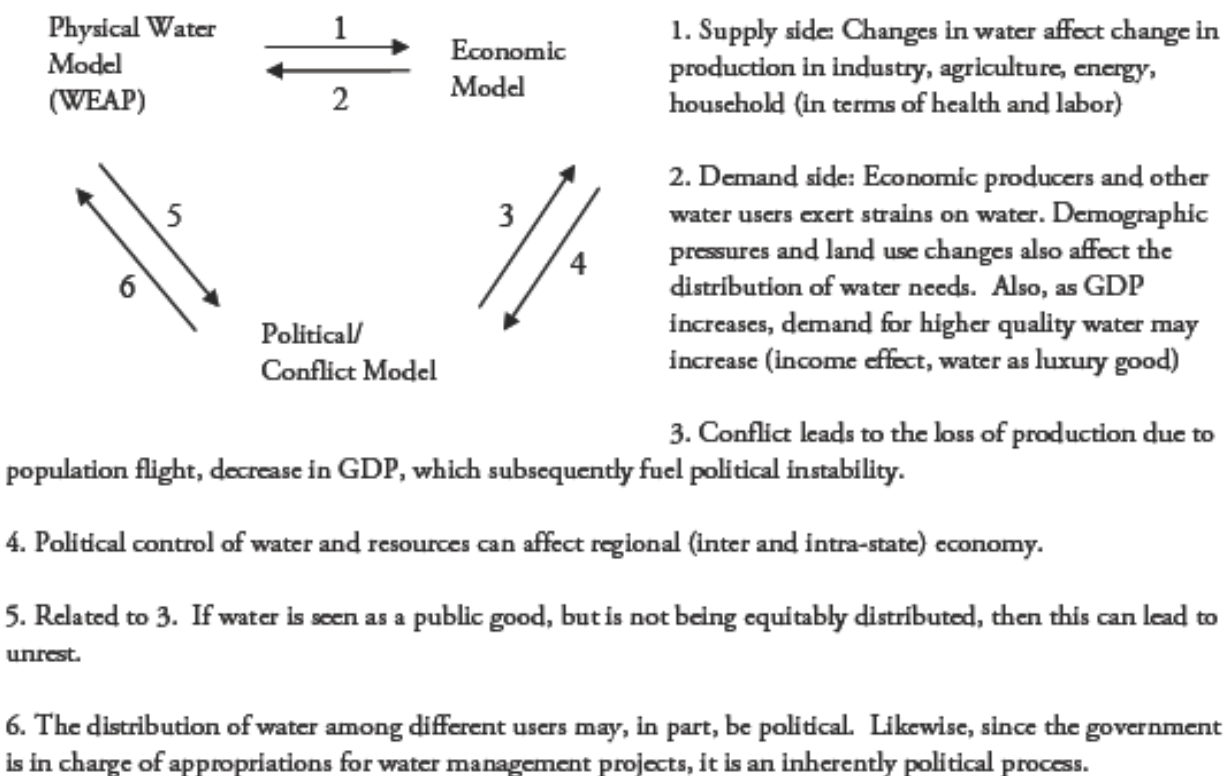 Physical Water
Model
(WEAP)
1
2
Economic
Model
5
6
3
4
Political/
Conflict Model
1. Supply side: Changes in water affect change in
production in industry, agriculture, energy,
household (in terms of health and labor)
2. Demand side: Economic producers and other
water users exert strains on water. Demographic
pressures and land use changes also affect the
distribution of water needs. Also, as GDP
increases, demand for higher quality water may
increase (income effect, water as luxury good)
3. Conflict leads to the loss of production due to
population flight, decrease in GDP, which subsequently fuel political instability.
4. Political control of water and resources can affect regional (inter and intra-state) economy.
5. Related to 3. If water is seen as a public good, but is not being equitably distributed, then this can lead to
unrest.
6. The distribution of water among different users may, in part, be political. Likewise, since the government
is in charge of appropriations for water management projects, it is an inherently political process.